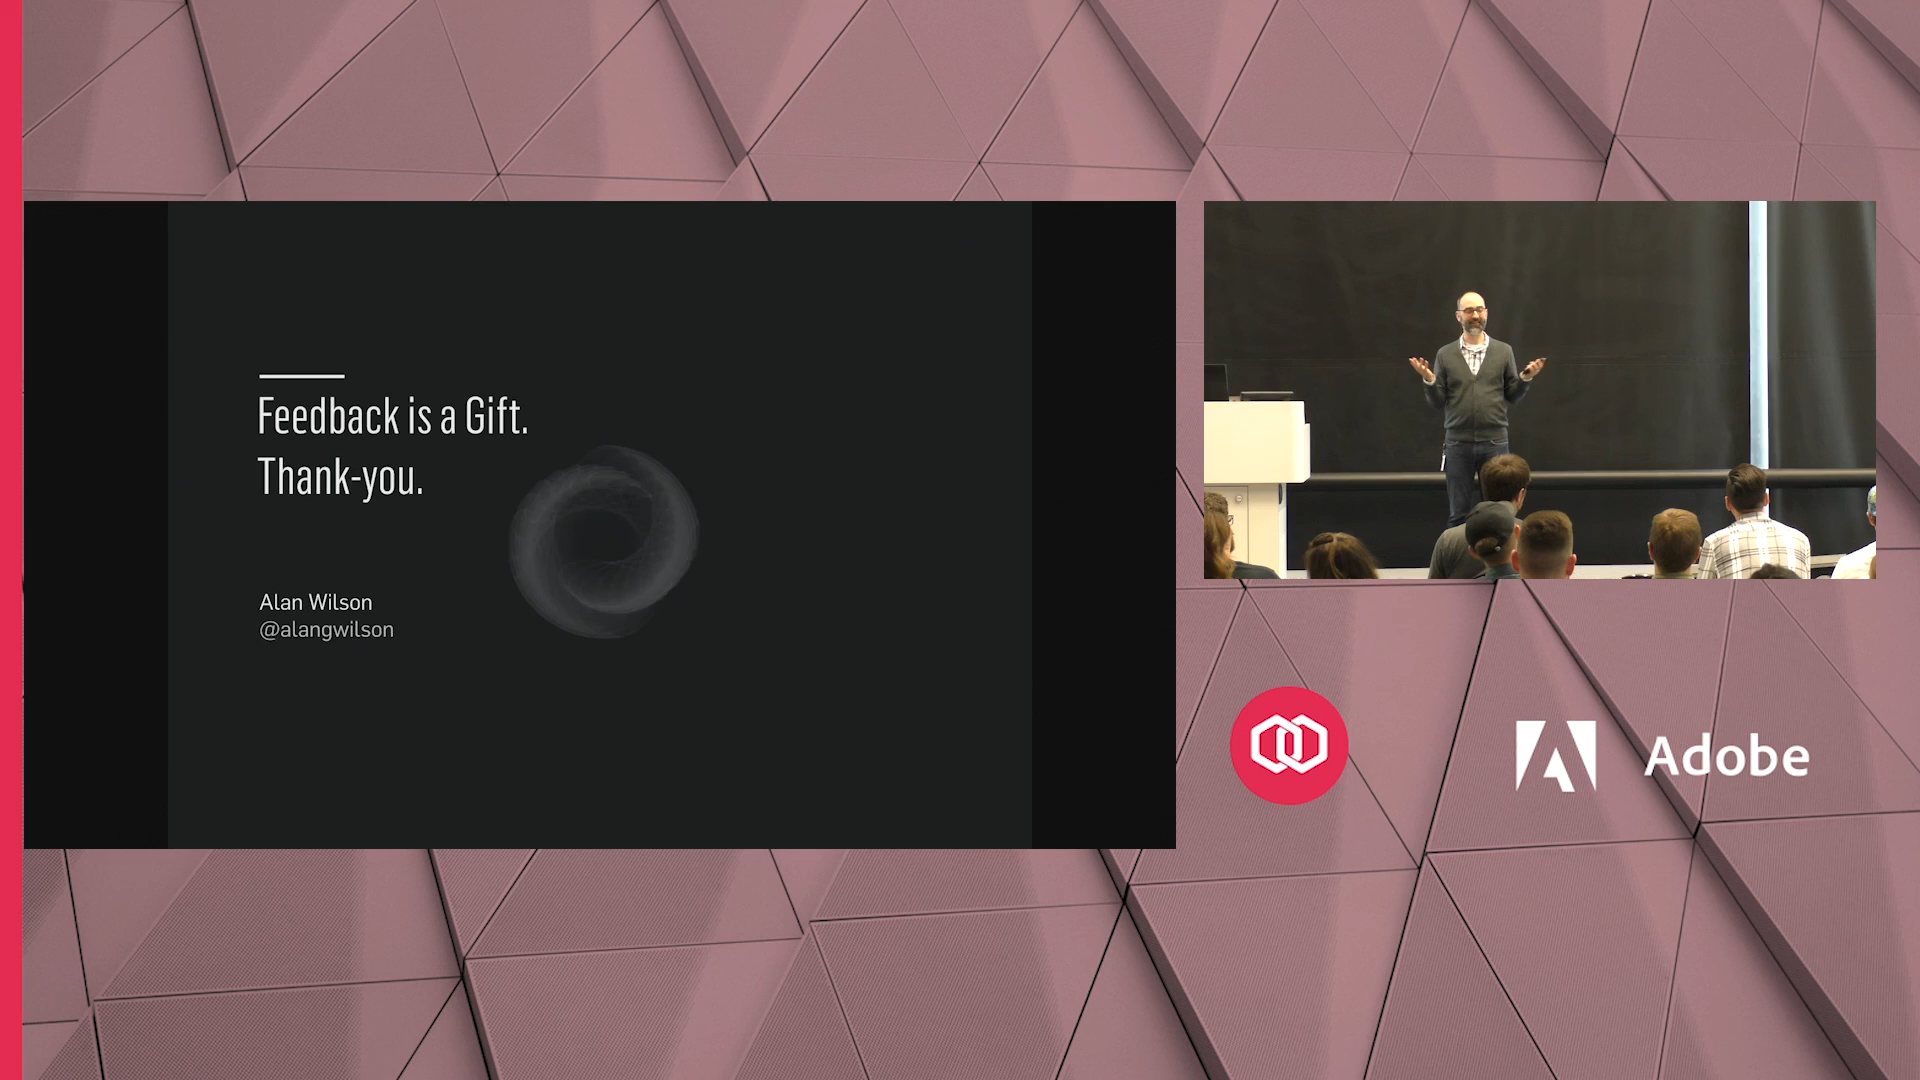 Feedback is a Gift.
Thank-you.
Alan Wilson
@alangwilson
Adobe